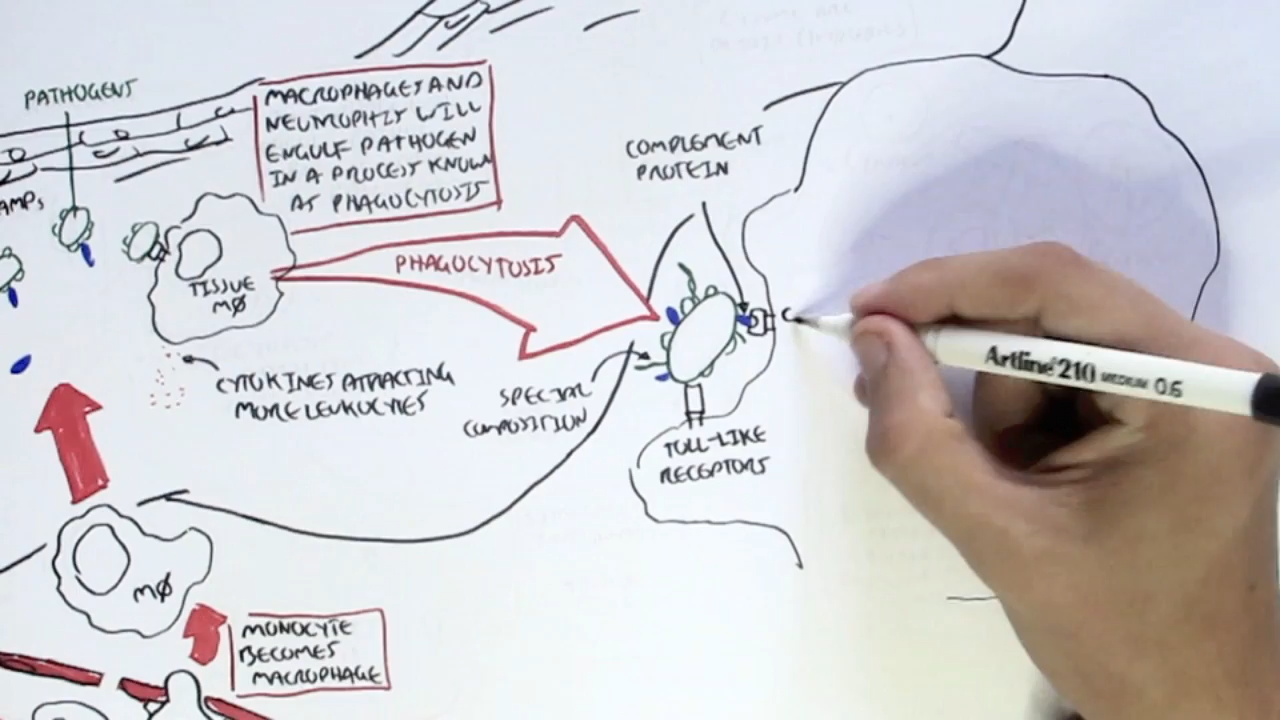 PATHOGENS
MACROPHAGES AND
NEUTROPHILS WILL
ENGULF PATHOGEN
IN A PROCESS KNOWN
AS PHAGOCYTOSIS
AMPs
COMPLEMENT
PROTEIN
TISSUE
MØ
PHAGOCYTOSIS
CYTOKINES ATTRACTING
MORE LEUKOCYTES
SPECIAL
COMPOSITION
TOLL-LIKE
RECEPTORS
C
Artline 210 MEDIUM 0.6
MØ
MONOCYTE
BECOMES
MACROPHAGE